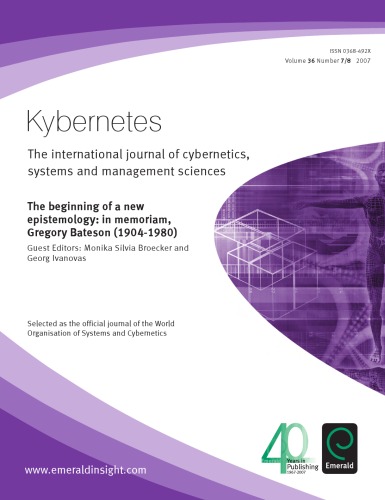 ISSN 0368-492X
Volume 36 Number 7/8 2007
Kybernetes
The international journal of cybernetics,
systems and management sciences
The beginning of a new
epistemology: in memoriam,
Gregory Bateson (1904-1980)
Guest Editors: Monika Silvia Broecker and
Georg Ivanovas
Selected as the official journal of the World
Organisation of Systems and Cybernetics
40
Years in
Publishing
1967-2007
Emerald
www.emeraldinsight.com